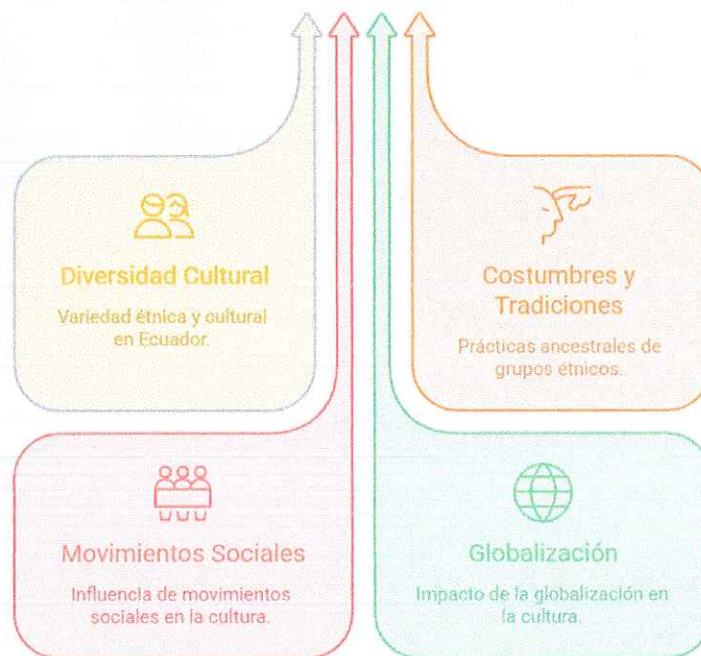 Diversidad Cultural
Variedad étnica y cultural
en Ecuador.
Costumbres y
Tradiciones
Prácticas ancestrales de
grupos étnicos.
Movimientos Sociales
Influencia de movimientos
sociales en la cultura.
Globalización
Impacto de la globalización en
la cultura.